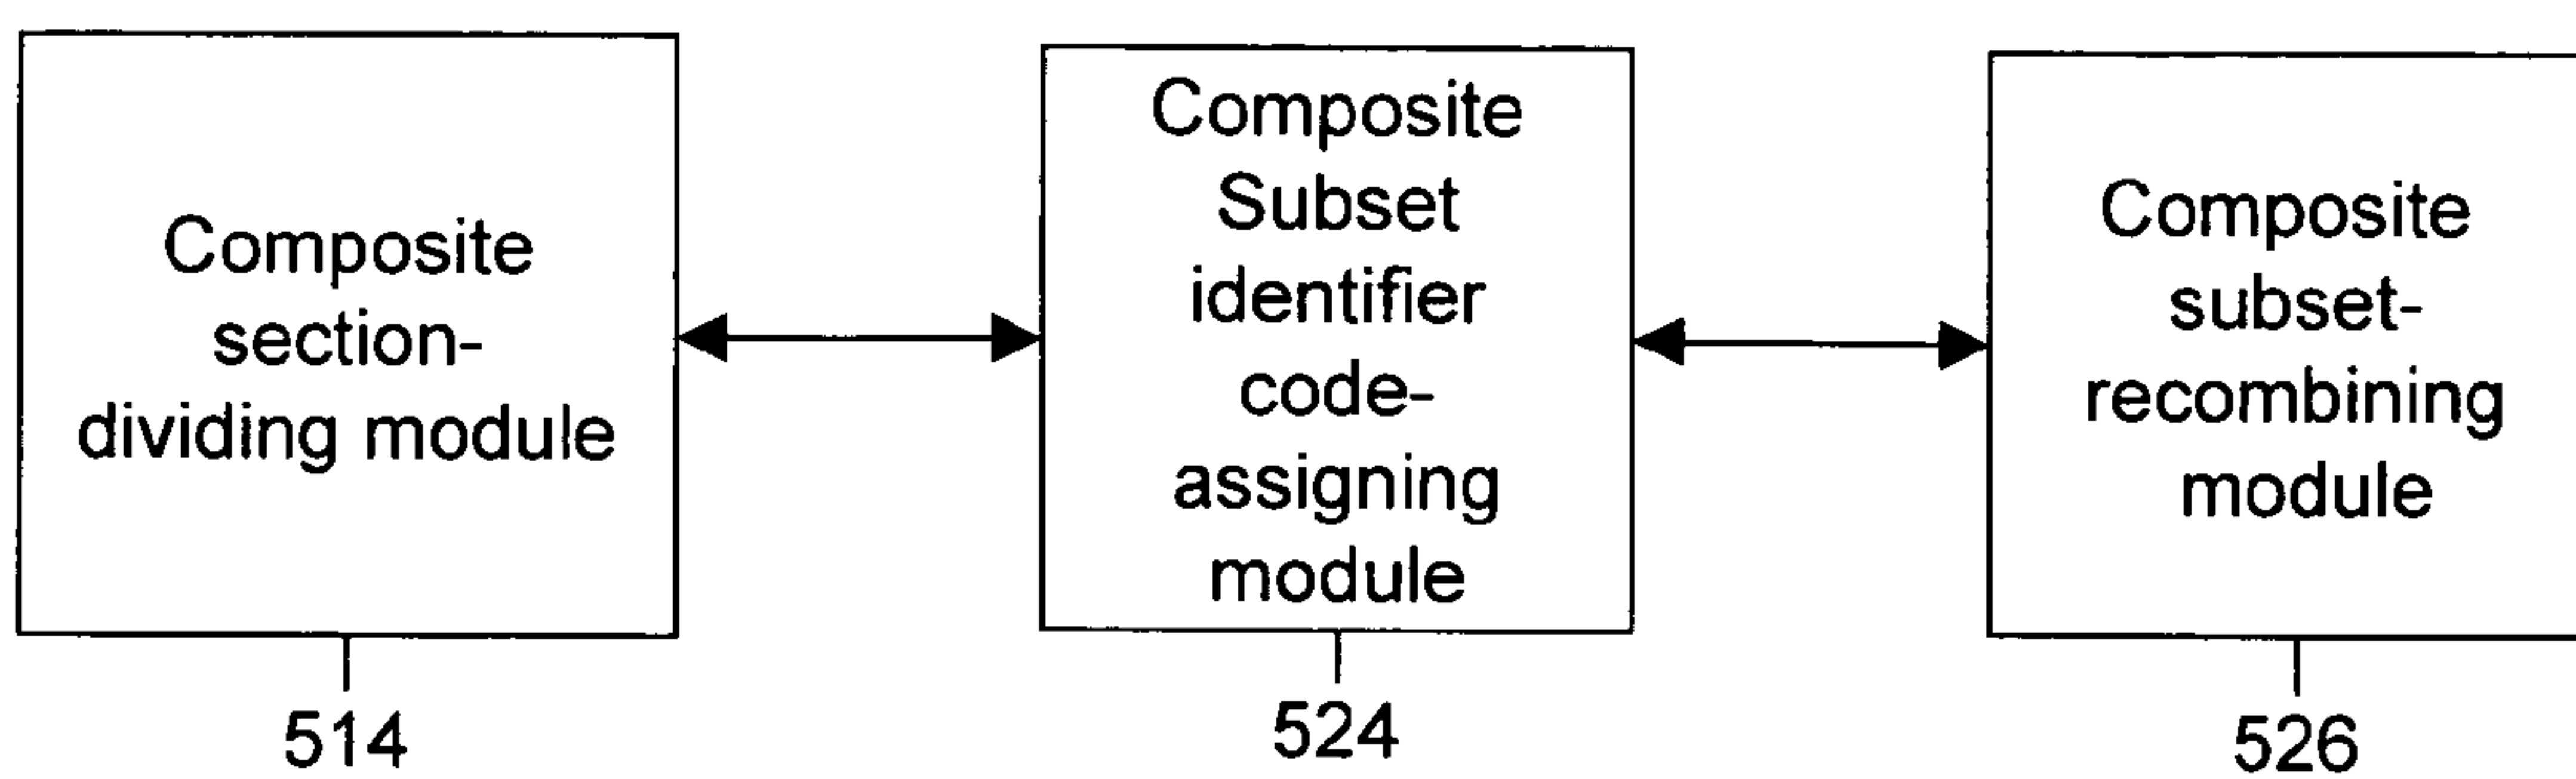 Composite
section-
dividing module
514
Composite
Subset
identifier
code-
assigning
module
524
Composite
subset-
recombining
module
526